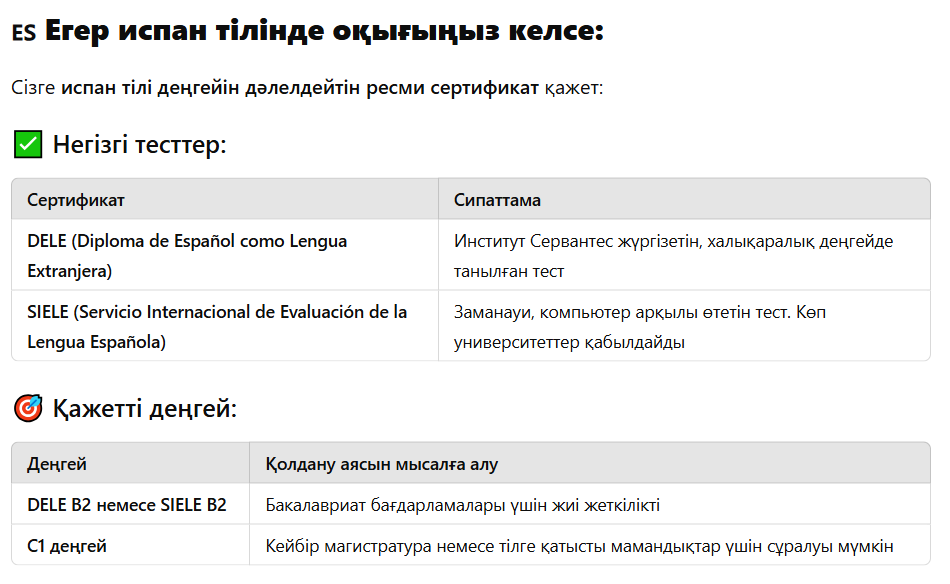 ES Егер испан тілінде оқығыңыз келсе:
Сізге испан тілі деңгейін дәлелдейтін ресми сертификат қажет:
✅ Негізгі тесттер:
Сертификат
Сипаттама
DELE (Diploma de Español como Lengua
Extranjera)
Институт Сервантес жүргізетін, халықаралық деңгейде
танылған тест
SIELE (Servicio Internacional de Evaluación de la
Lengua Española)
Заманауи, компьютер арқылы өтетін тест. Көп
университеттер қабылдайды
🎯 Қажетті деңгей:
Деңгей
Қолдану аясын мысалға алу
DELE B2 немесе SIELE B2
Бакалавриат бағдарламалары үшін жиі жеткілікті
C1 деңгей
Кейбір магистратура немесе тілге қатысты мамандықтар үшін сұралуы мүмкін